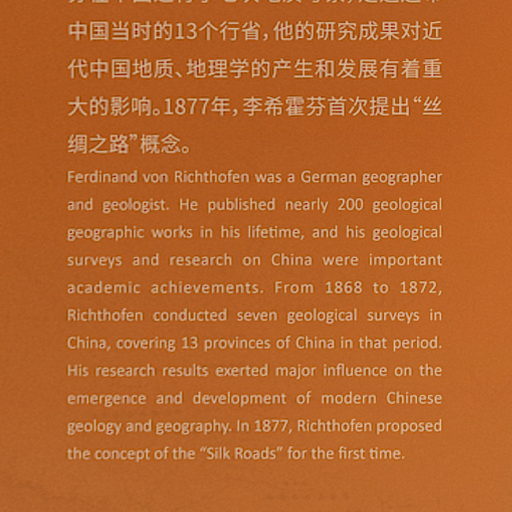 中国当时的13个行省，他的研究成果对近
代中国地质、地理学的产生和发展有着重
大的影响。1877年，李希霍芬首次提出“丝
绸之路”概念。
Ferdinand von Richthofen was a German geographer
and geologist. He published nearly 200 geological
geographic works in his lifetime, and his geological
surveys and research on China were important
academic achievements. From 1868 to 1872,
Richthofen conducted seven geological surveys in
China, covering 13 provinces of China in that period.
His research results exerted major influence on the
emergence and development of modern Chinese
geology and geography. In 1877, Richthofen proposed
the concept of the “Silk Roads” for the first time.